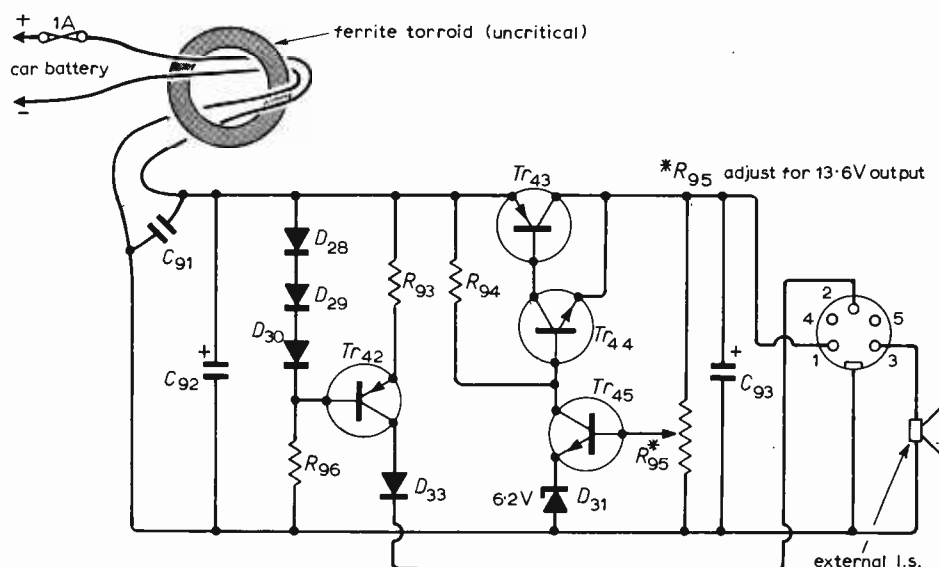 + 1A
ferrite torroid (uncritical)
car battery
-
Tr43
*R95 adjust for 13·6V output
C91
D28
D29
D30
R93
R94
Tr42
Tr44
Tr45
2
4 5
1 3
+
C92
+
C93
R96
D33
R95*
6·2V D31
external l.s.